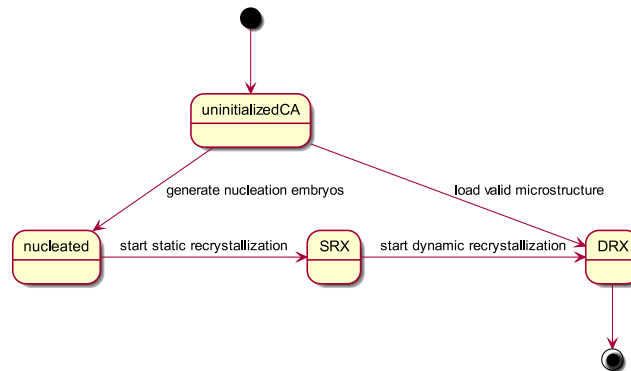 uninitializedCA
generate nucleation embryos
load valid microstructure
nucleated
start static recrystallization
SRX
start dynamic recrystallization
DRX